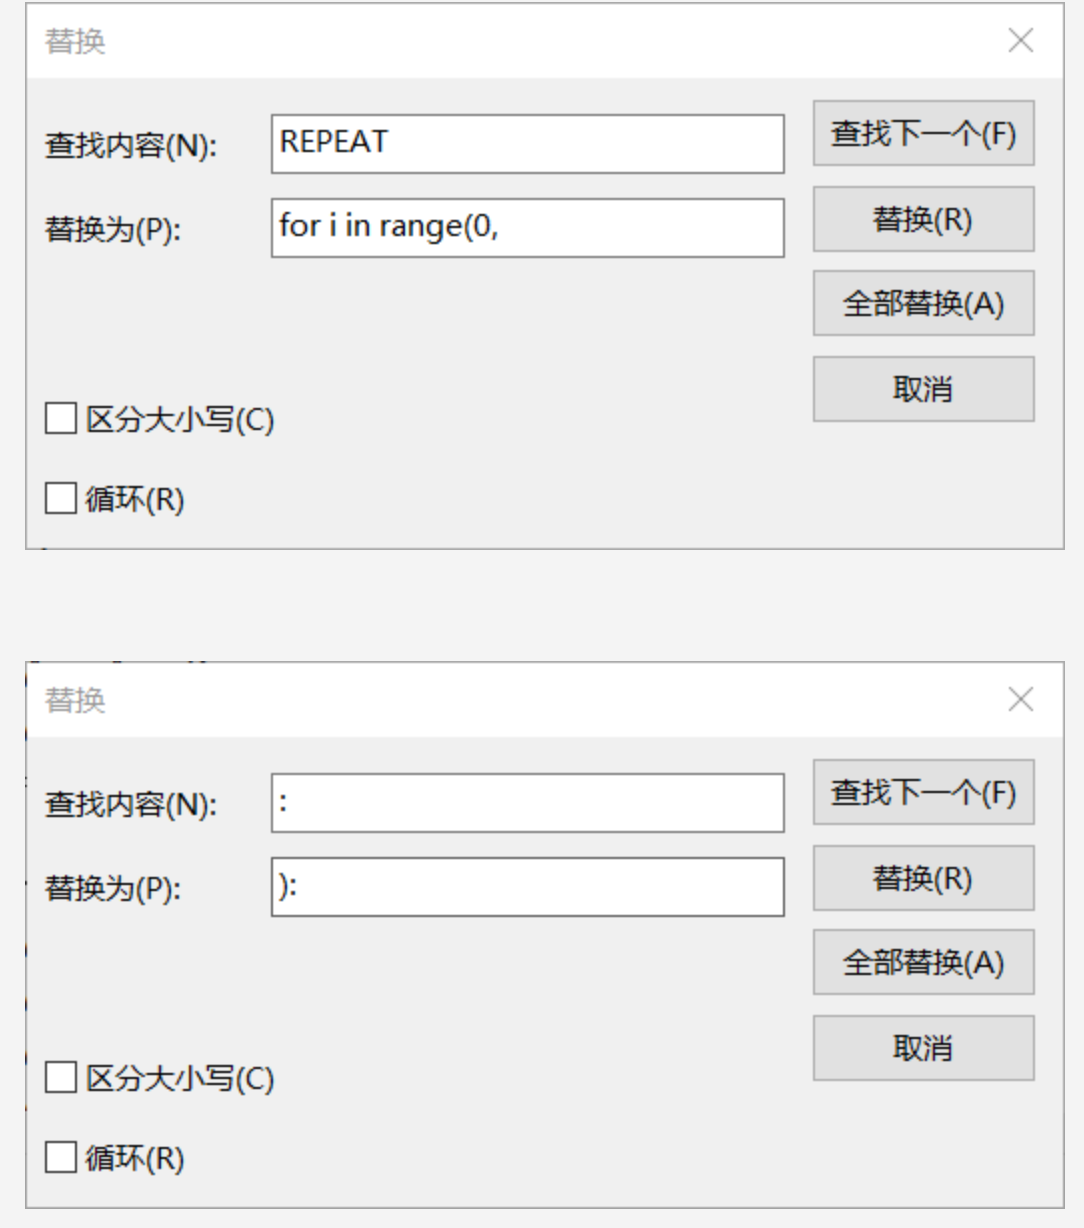 替换
查找内容(N):
REPEAT
查找下一个(F)
替换为(P):
for i in range(0,
替换(R)
全部替换(A)
取消
区分大小写(C)
循环(R)
替换
查找内容(N):
:
查找下一个(F)
替换为(P):
):
替换(R)
全部替换(A)
取消
区分大小写(C)
循环(R)